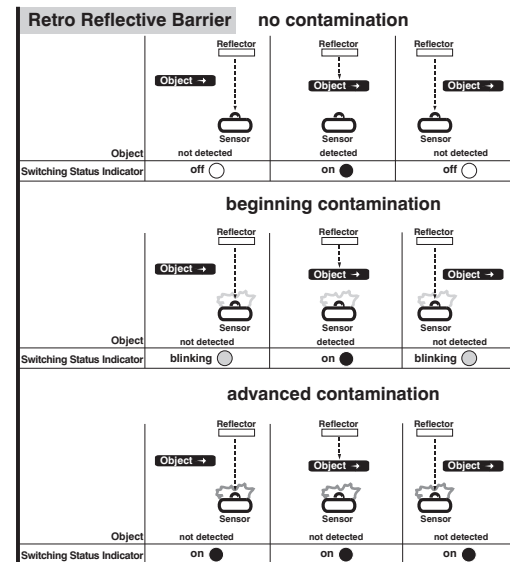 Retro Reflective Barrier no contamination
Reflector Reflector Reflector
Object → Object → Object →
Sensor Sensor Sensor
Object not detected detected not detected
Switching Status Indicator off on off
beginning contamination
Reflector Reflector Reflector
Object → Object → Object →
Sensor Sensor Sensor
Object not detected detected not detected
Switching Status Indicator blinking on blinking
advanced contamination
Reflector Reflector Reflector
Object → Object → Object →
Sensor Sensor Sensor
Object not detected not detected not detected
Switching Status Indicator on on on